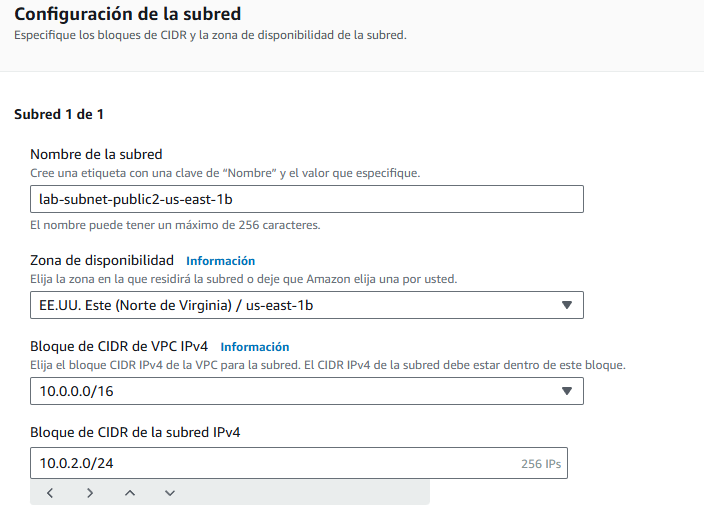 Configuración de la subred
Especifique los bloques de CIDR y la zona de disponibilidad de la subred.
Subred 1 de 1
Nombre de la subred
Cree una etiqueta con una clave de “Nombre” y el valor que especifique.
lab-subnet-public2-us-east-1b
El nombre puede tener un máximo de 256 caracteres.
Zona de disponibilidad Información
Elija la zona en la que residirá la subred o deje que Amazon elija una por usted.
EE.UU. Este (Norte de Virginia) / us-east-1b
Bloque de CIDR de VPC IPv4 Información
Elija el bloque CIDR IPv4 de la VPC para la subred. El CIDR IPv4 de la subred debe estar dentro de este bloque.
10.0.0.0/16
Bloque de CIDR de la subred IPv4
10.0.2.0/24 256 IPs